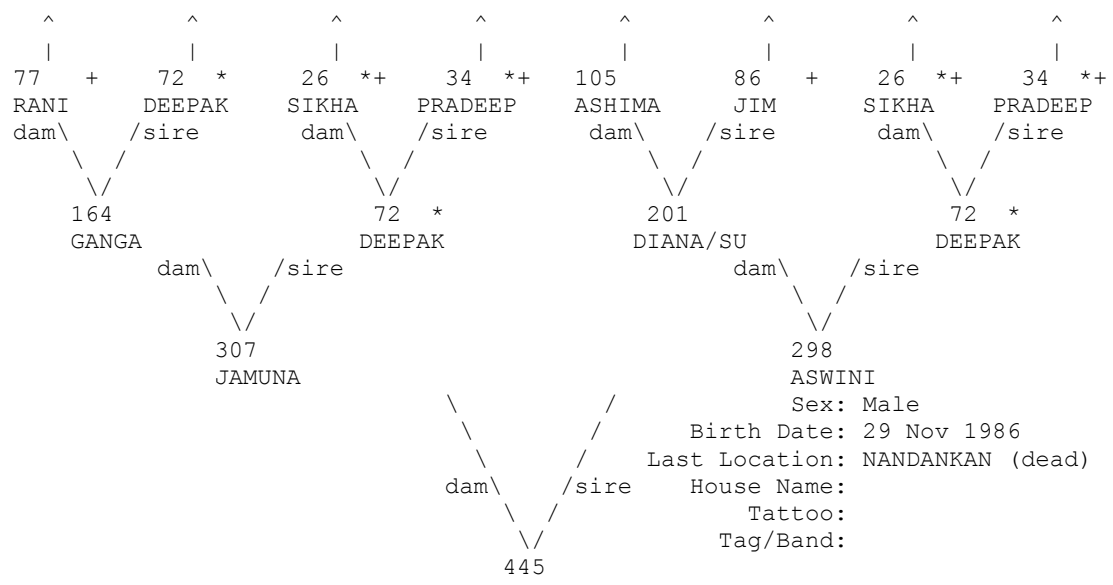 ^            ^           ^           ^           ^           ^           ^           ^
   |            |           |           |           |           |           |           |
77   +     72  *      26  *+    34  *+    105         86   +      26  *+    34  *+
RANI      DEEPAK      SIKHA      PRADEEP      ASHIMA      JIM         SIKHA      PRADEEP
dam\      /sire        dam\      /sire        dam\      /sire        dam\      /sire
\   /                   \   /                   \   /                   \   /
\/                      \/                      \/                      \/
164                     72  *                   201                     72  *
GANGA                   DEEPAK                  DIANA/SU                DEEPAK
dam\      /sire                                 dam\      /sire
\   /                                           \   /
\/                                              \/
307                                             298
JAMUNA                                          ASWINI
\             /               Sex: Male
\           /       Birth Date: 29 Nov 1986
\         /    Last Location: NANDANKAN (dead)
dam\      /sire     House Name:
\   /               Tattoo:
\/                Tag/Band:
445